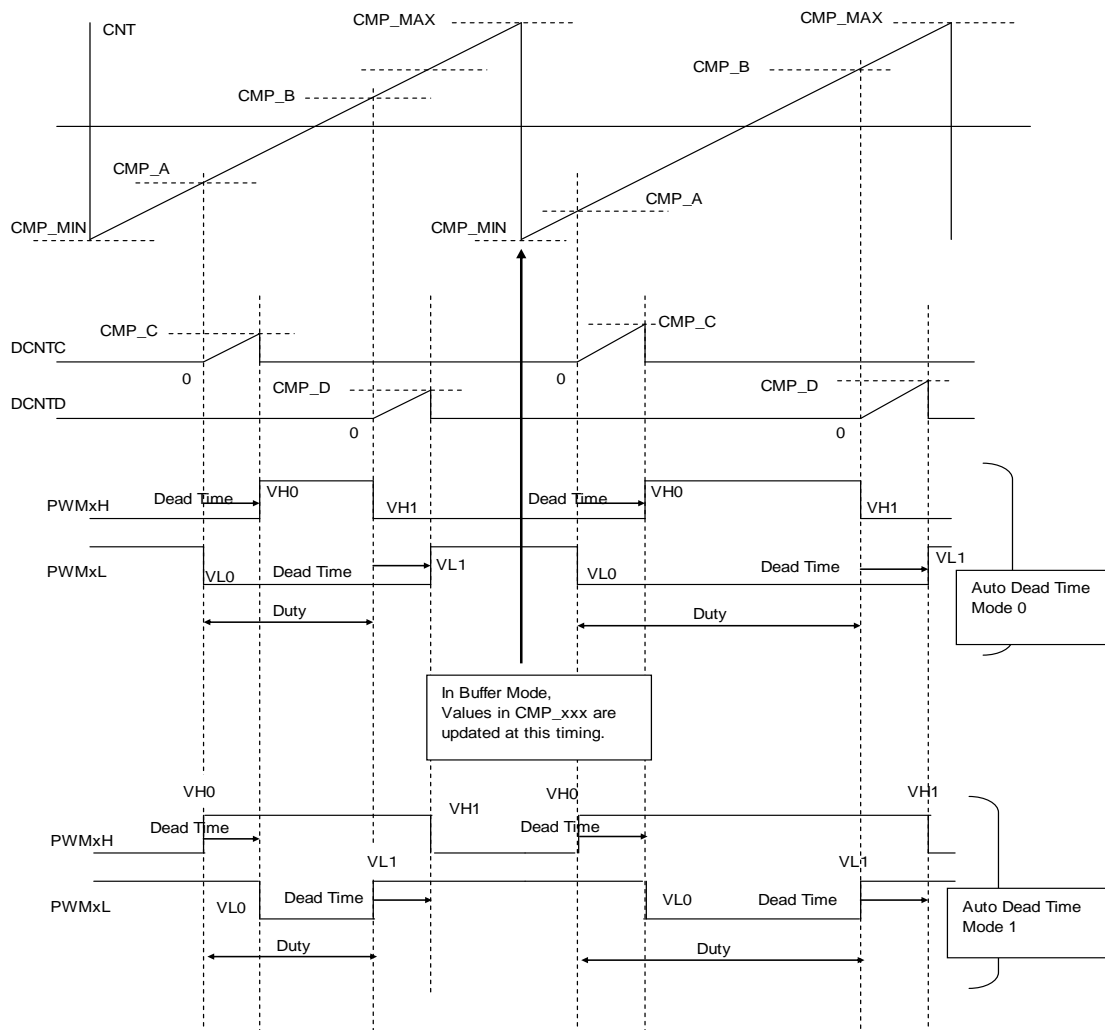 CNT
CMP_MAX
CMP_MAX
CMP_B
CMP_B
CMP_A
CMP_A
CMP_MIN
CMP_MIN
CMP_C
CMP_C
DCNTC
0
0
CMP_D
CMP_D
DCNTD
0
0
PWMxH
Dead Time
VH0
VH1
Dead Time
VH0
VH1
PWMxL
VL0
Dead Time
VL1
VL0
Dead Time
VL1
Duty
Duty
Auto Dead Time
Mode 0
In Buffer Mode,
Values in CMP_xxx are
updated at this timing.
VH0
VH1
VH0
VH1
PWMxH
Dead Time
Dead Time
VL1
VL1
PWMxL
VL0
Dead Time
VL0
Dead Time
Duty
Duty
Auto Dead Time
Mode 1